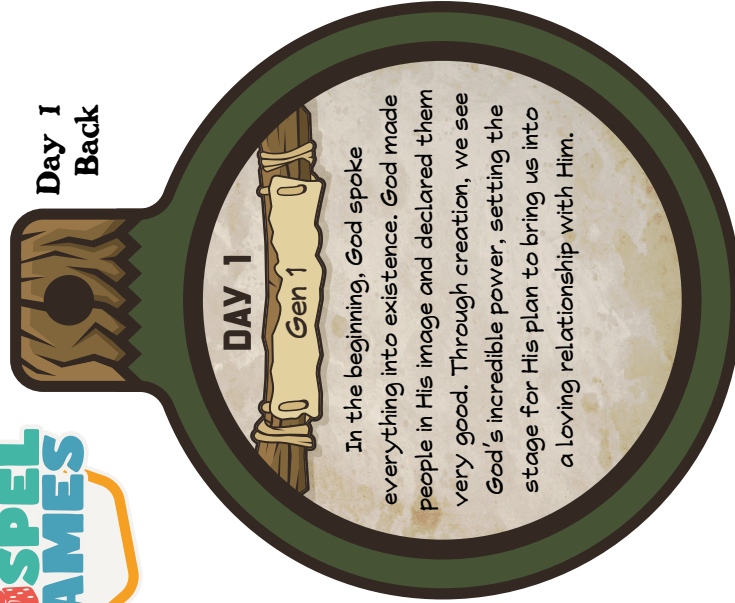 Day 1
Back
DAY 1
Gen 1
In the beginning, God spoke
everything into existence. God made
people in His image and declared them
very good. Through creation, we see
God's incredible power, setting the
stage for His plan to bring us into
a loving relationship with Him.
SPEL
AMES